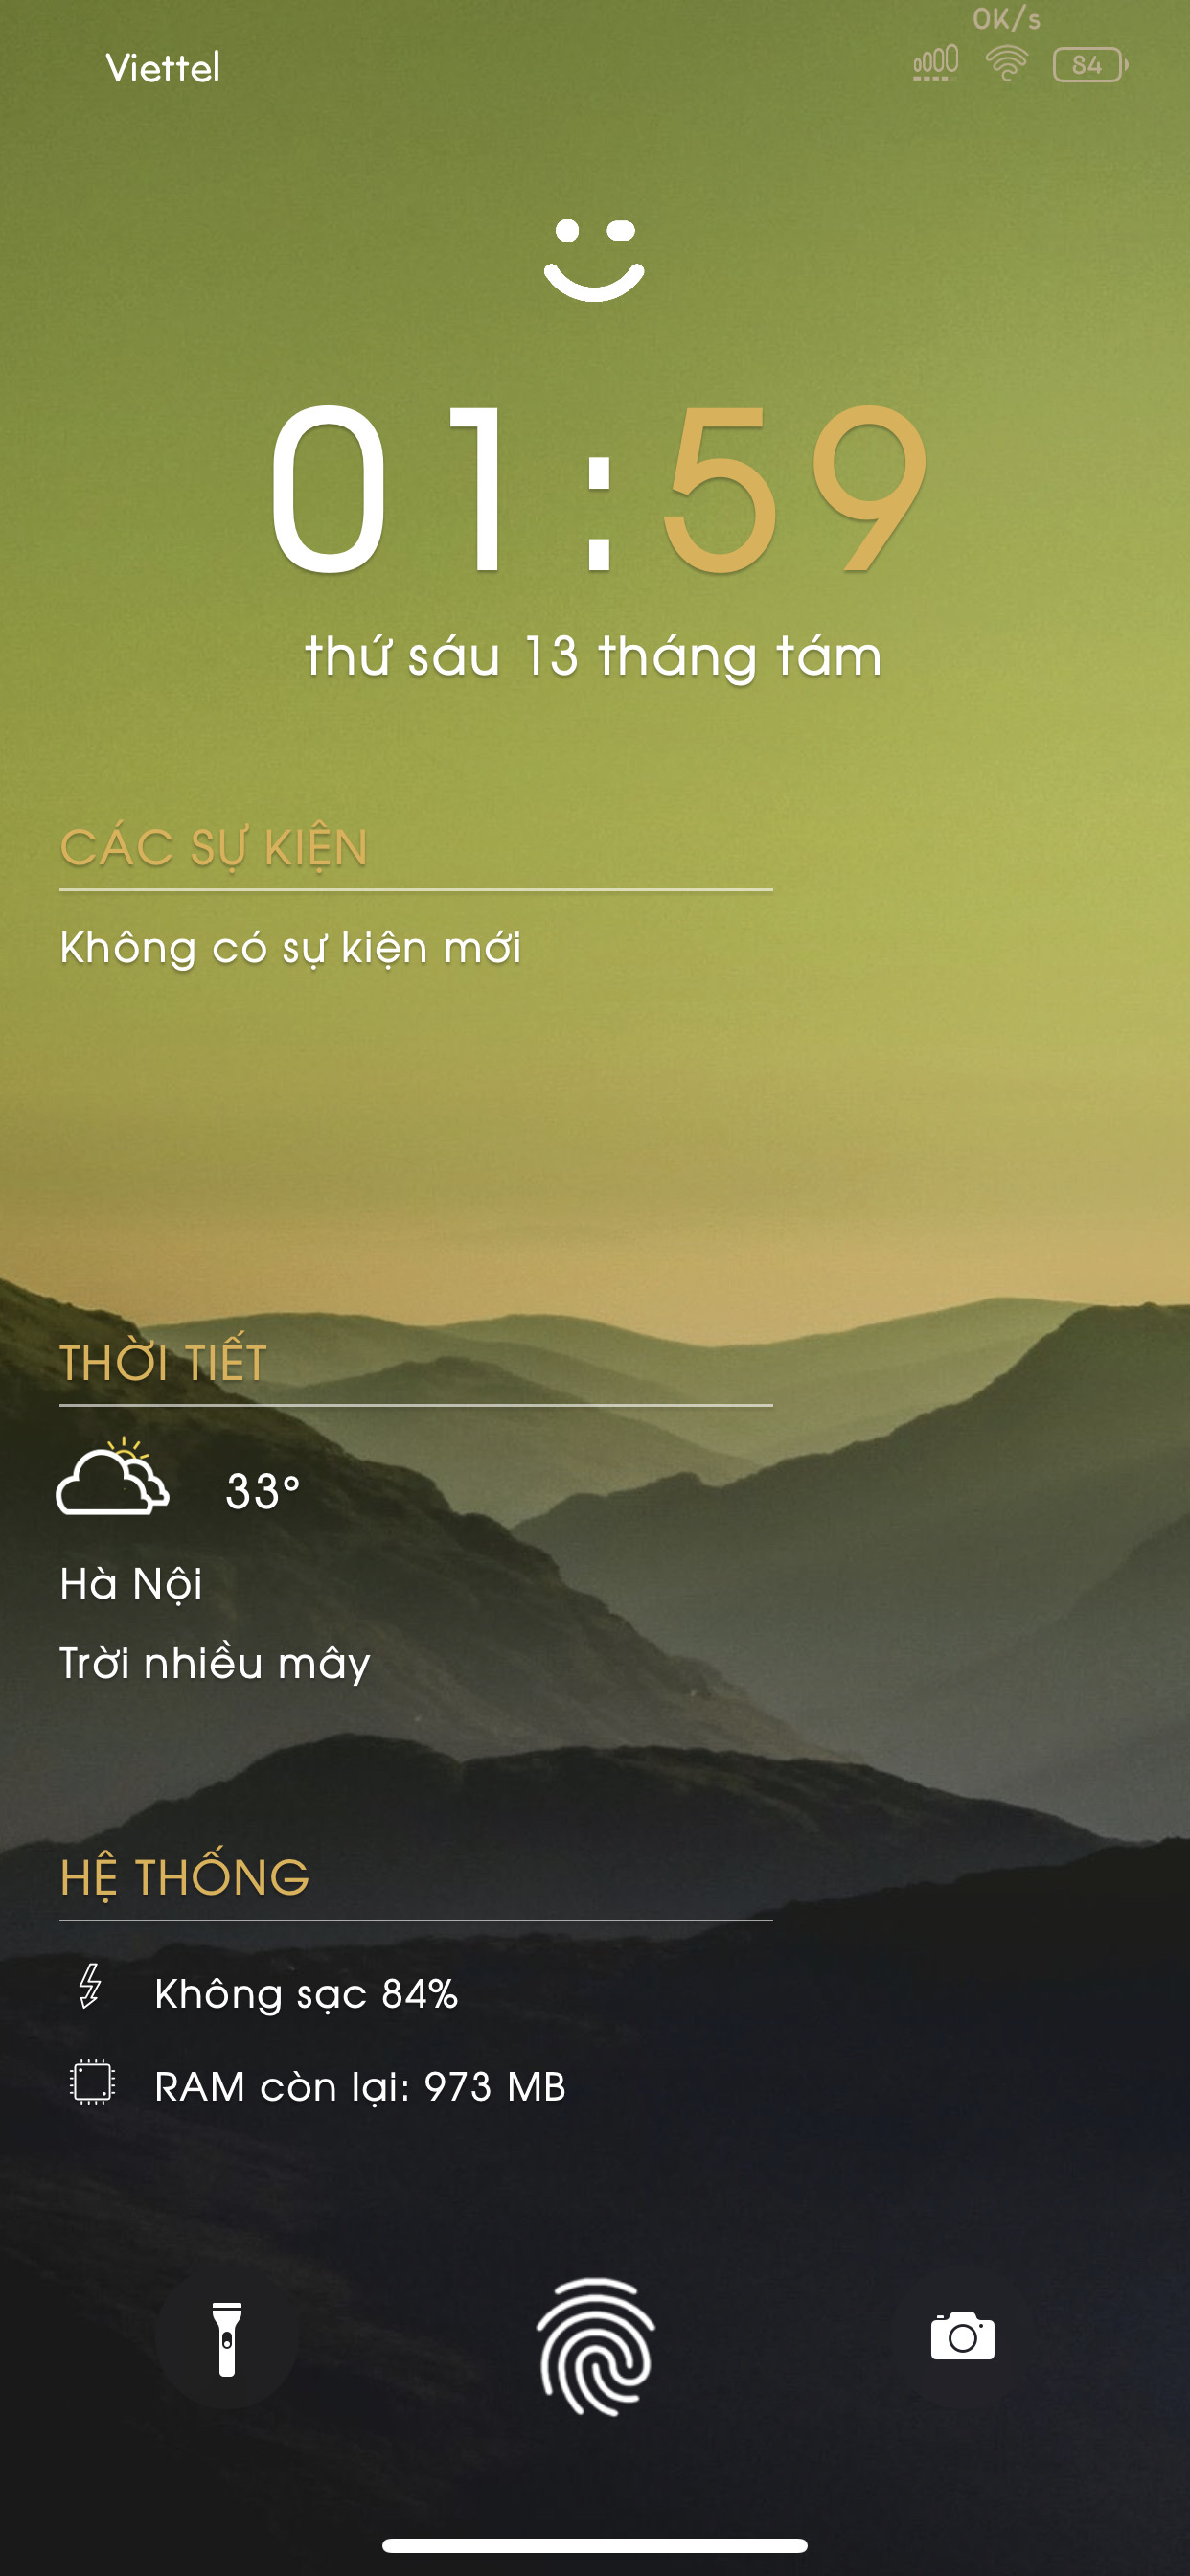 0K/s
Viettel
84
01:59
thứ sáu 13 tháng tám
CÁC SỰ KIỆN
Không có sự kiện mới
THỜI TIẾT
33°
Hà Nội
Trời nhiều mây
HỆ THỐNG
Không sạc 84%
RAM còn lại: 973 MB